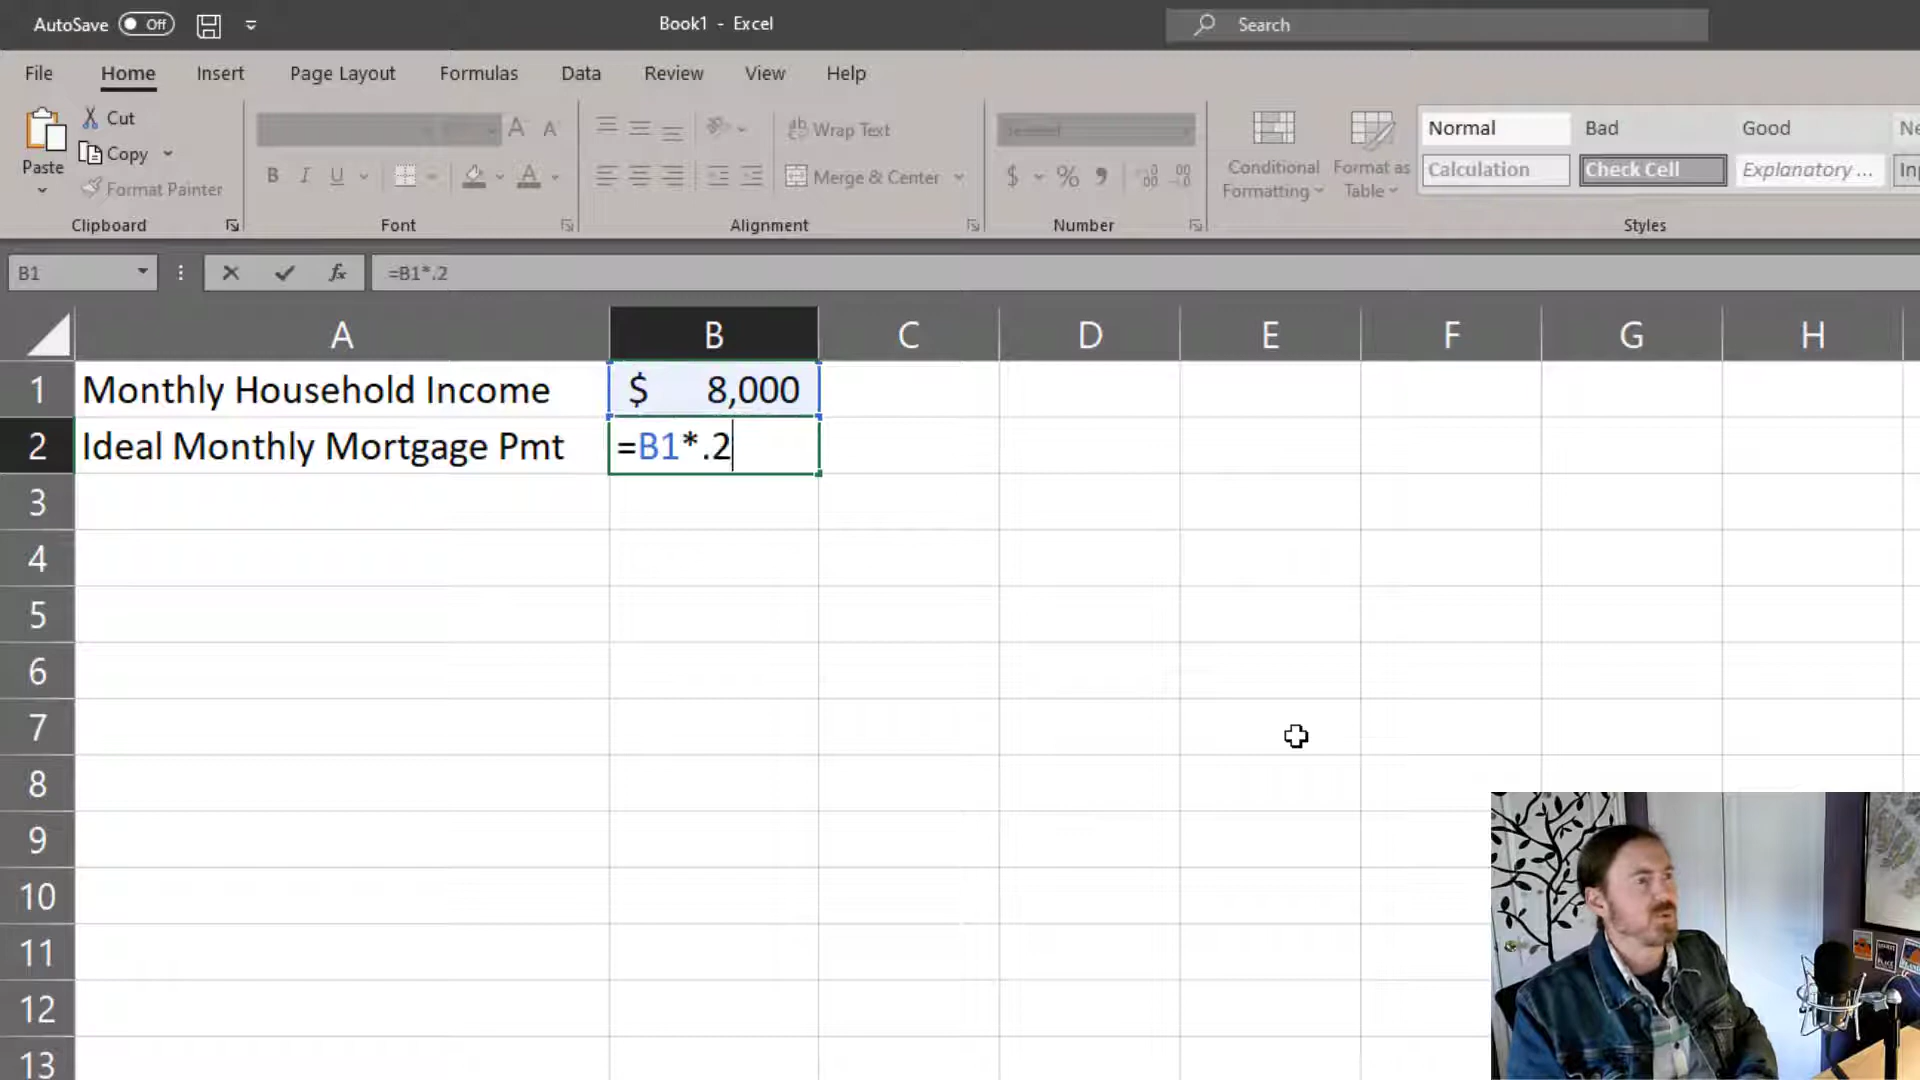 AutoSave Off Book1 - Excel Search
File Home Insert Page Layout Formulas Data Review View Help
Cut
Copy
Paste
Format Painter
Clipboard
B I U
Font
Wrap Text
Merge & Center
Alignment
$ % 9
Number
Conditional Formatting
Format as Table
Normal Bad Good
Calculation Check Cell Explanatory ...
Styles
B1 fx =B1*.2
A B C D E F G H
1 Monthly Household Income $ 8,000
2 Ideal Monthly Mortgage Pmt =B1*.2
3
4
5
6
7
8
9
10
11
12
13